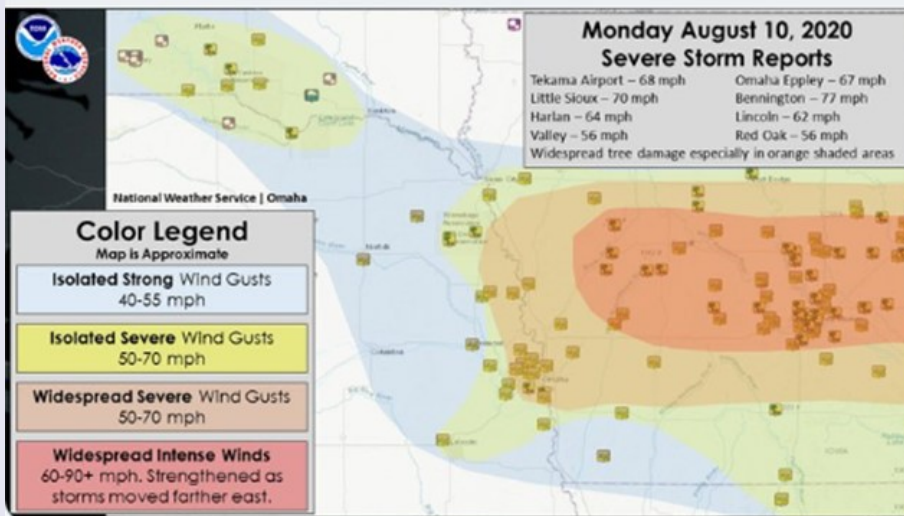 Monday August 10, 2020
Severe Storm Reports
Tekama Airport – 68 mph
Omaha Eppley – 67 mph
Little Sioux – 70 mph
Bennington – 77 mph
Harlan – 64 mph
Lincoln – 62 mph
Valley – 56 mph
Red Oak – 56 mph
Widespread tree damage especially in orange shaded areas
National Weather Service | Omaha
Color Legend
Map is Approximate
Isolated Strong Wind Gusts
40-55 mph
Isolated Severe Wind Gusts
50-70 mph
Widespread Severe Wind Gusts
50-70 mph
Widespread Intense Winds
60-90+ mph. Strengthened as
storms moved farther east.
Norfolk
Columbus
Omaha
Lincoln